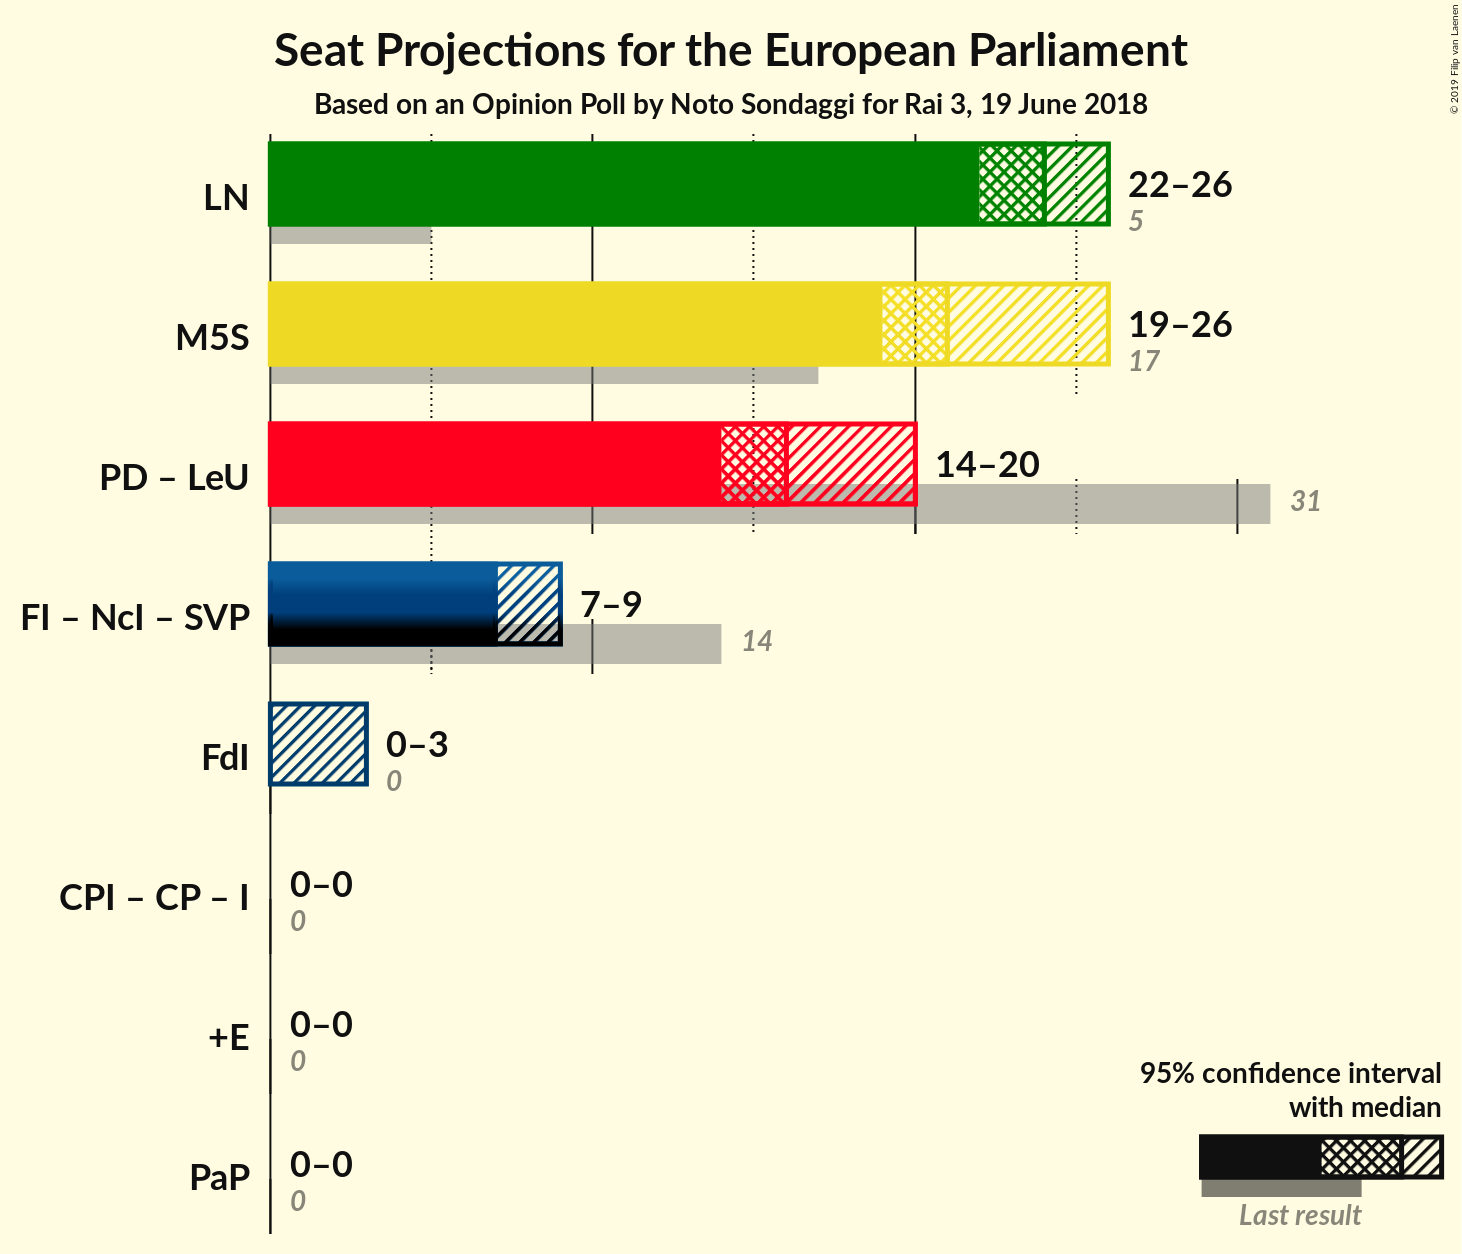 Seat Projections for the European Parliament
Based on an Opinion Poll by Noto Sondaggi for Rai 3, 19 June 2018
© 2019 Filip van Laenen
LN
22–26
5
M5S
19–26
17
PD – LeU
14–20
31
FI – NcI – SVP
7–9
14
FdI
0–3
0
CPI – CP – I
0–0
0
+E
0–0
0
PaP
0–0
0
95% confidence interval
with median
Last result